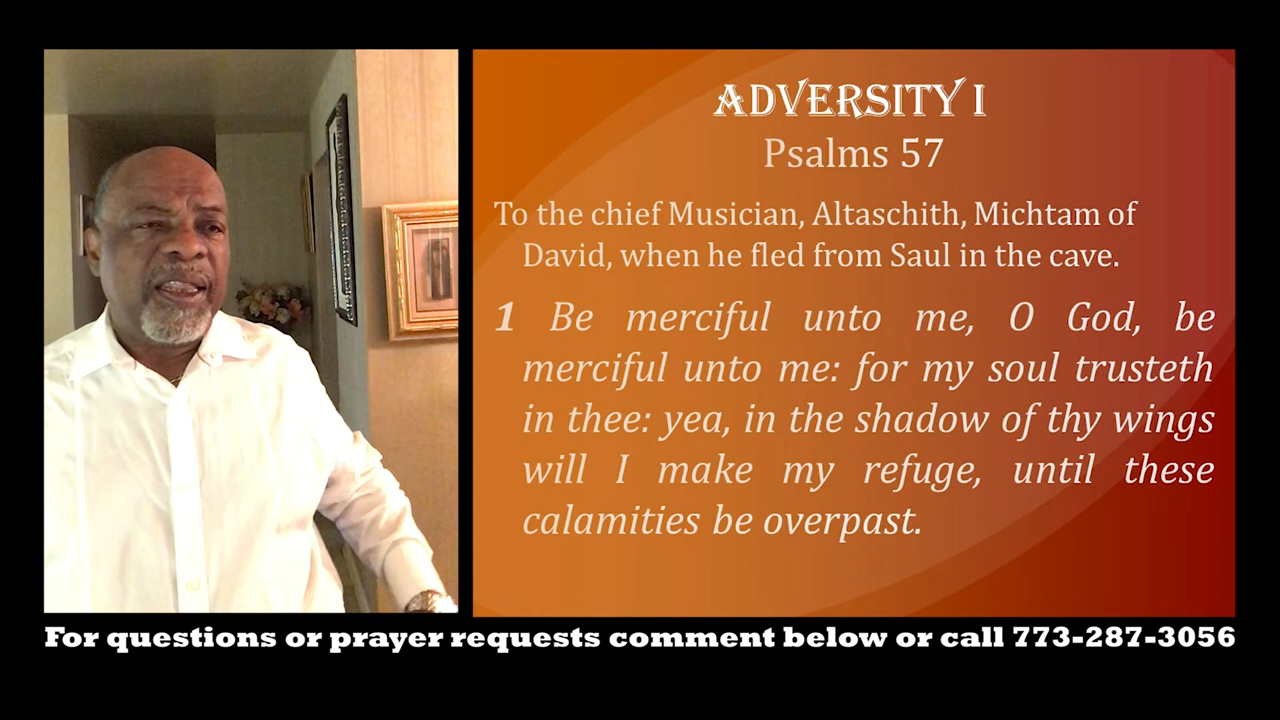 ADVERSITY I
Psalms 57
To the chief Musician, Altaschith, Michtam of
David, when he fled from Saul in the cave.
1 Be merciful unto me, O God, be
merciful unto me: for my soul trusteth
in thee: yea, in the shadow of thy wings
will I make my refuge, until these
calamities be overpast.
For questions or prayer requests comment below or call 773-287-3056